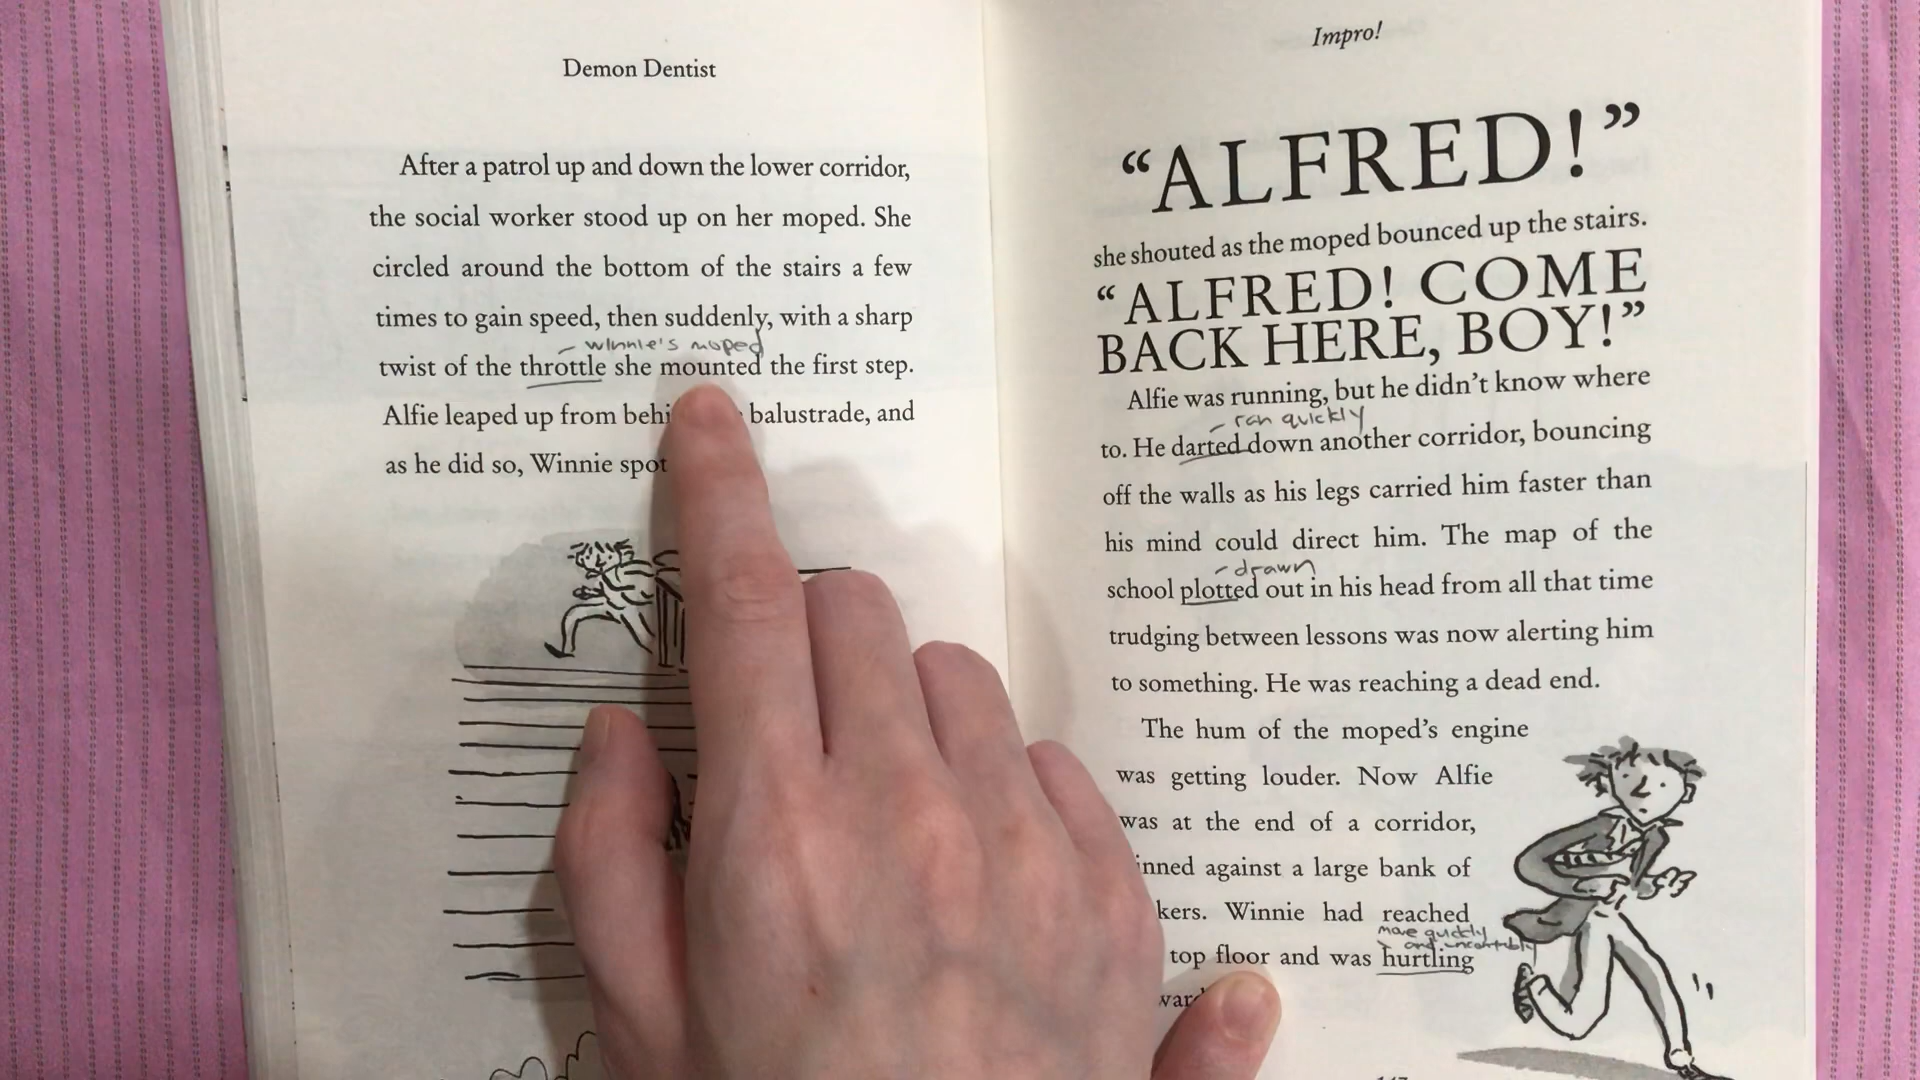 Demon Dentist
After a patrol up and down the lower corridor,
the social worker stood up on her moped. She
circled around the bottom of the stairs a few
times to gain speed, then suddenly, with a sharp
- winnie's moped
twist of the throttle she mounted the first step.
Alfie leaped up from behi balustrade, and
as he did so, Winnie spot
Impro!
“ALFRED!”
she shouted as the moped bounced up the stairs.
“ALFRED! COME
BACK HERE, BOY!”
Alfie was running, but he didn’t know where
- ran quickly
to. He darted down another corridor, bouncing
off the walls as his legs carried him faster than
his mind could direct him. The map of the
- drawn
school plotted out in his head from all that time
trudging between lessons was now alerting him
to something. He was reaching a dead end.
The hum of the moped’s engine
was getting louder. Now Alfie
was at the end of a corridor,
inned against a large bank of
kers. Winnie had reached
move quickly
and
top floor and was hurtling
ward